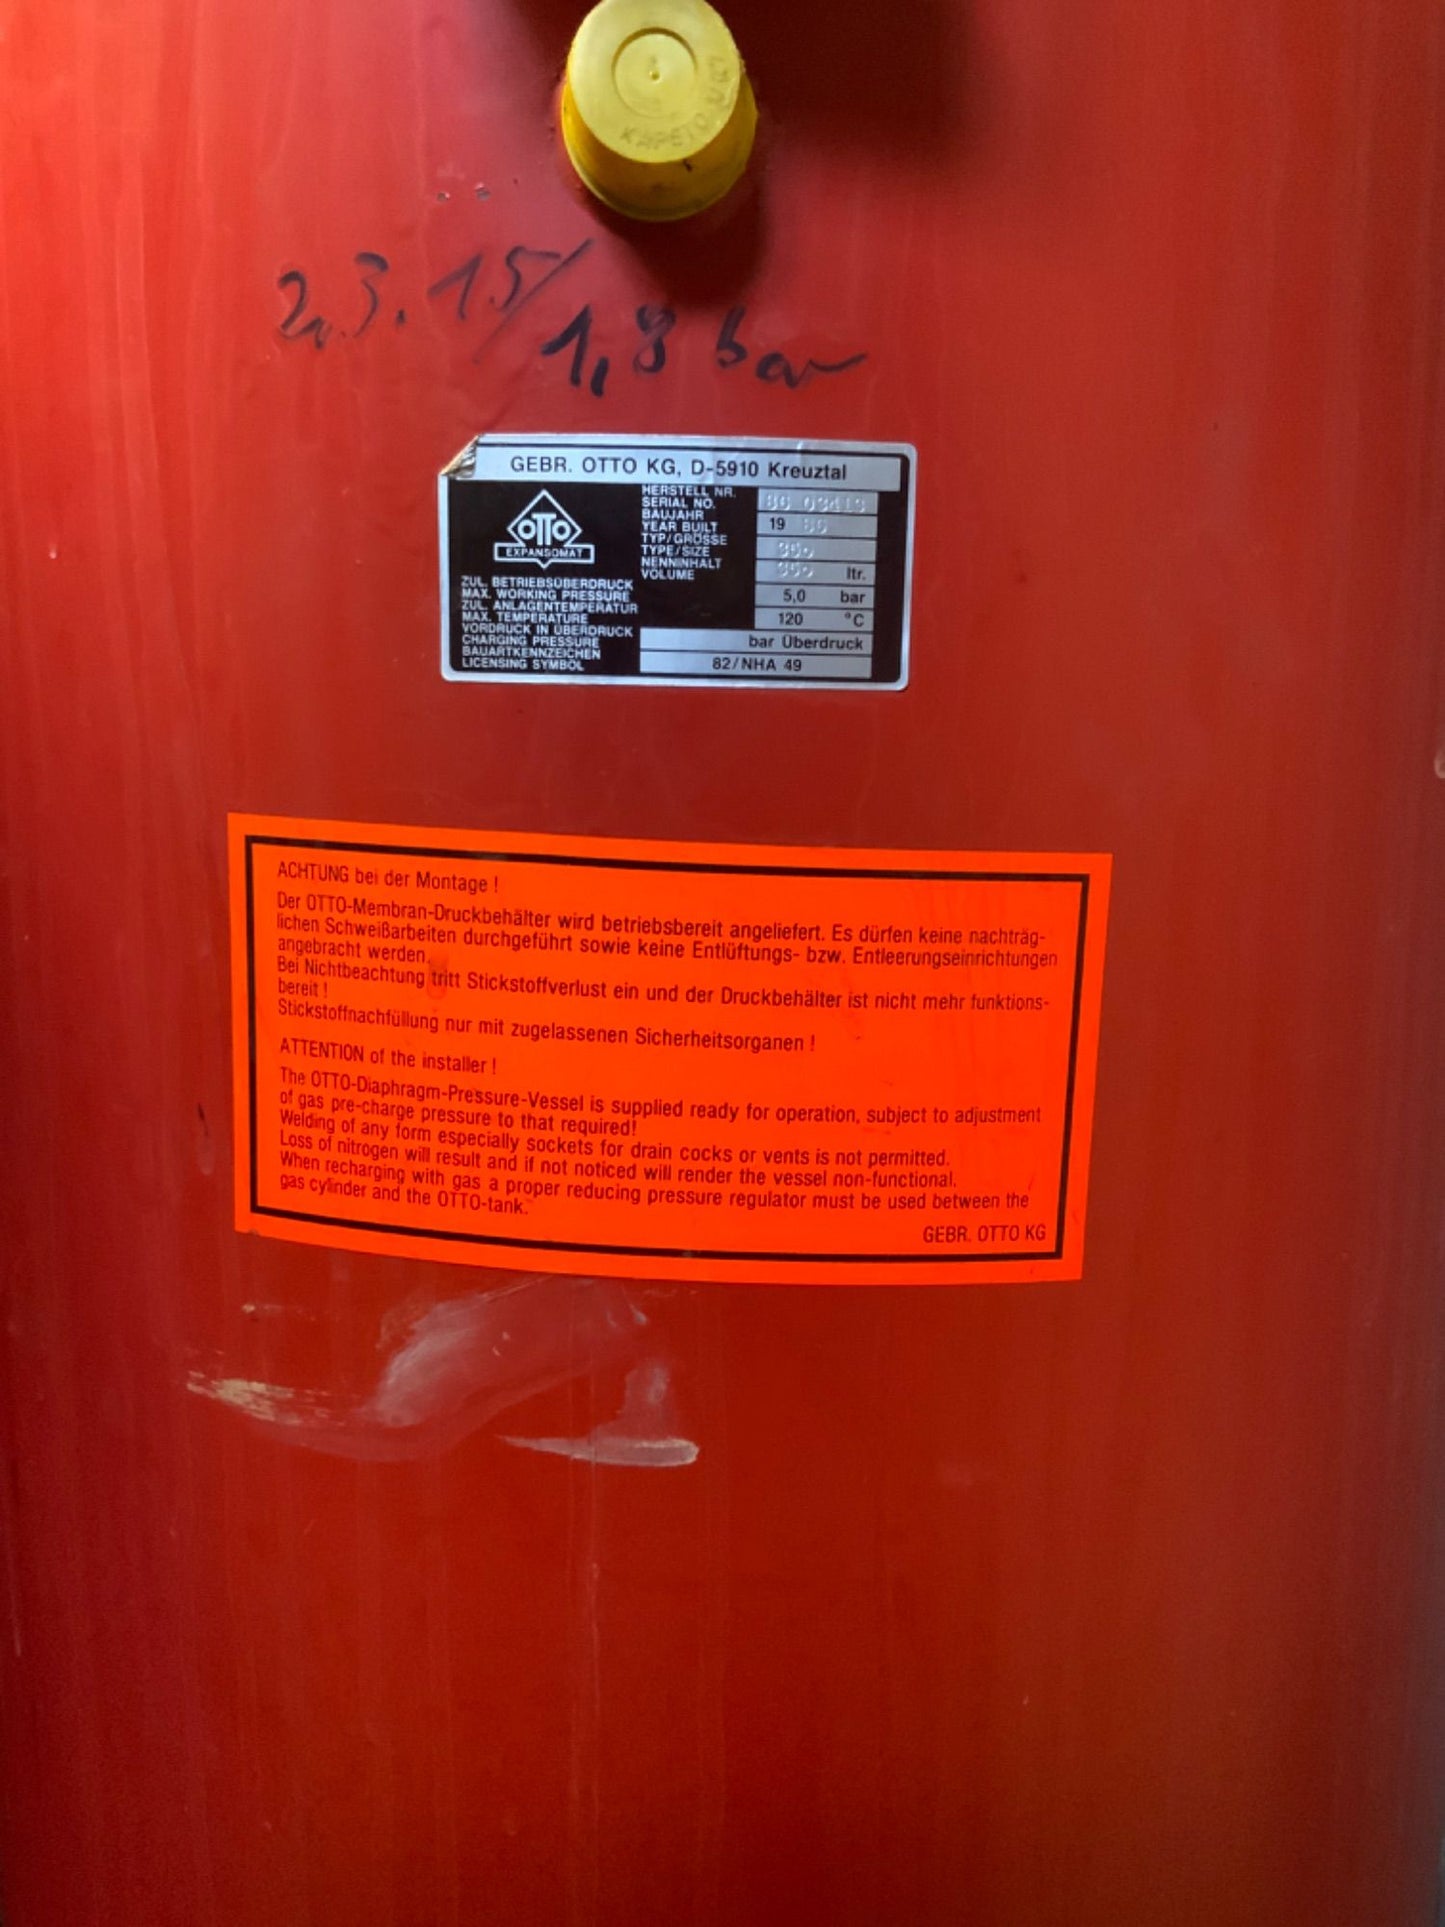 KAPETO
2.3.15/
1,8 bar
GEBR. OTTO KG, D-5910 Kreuztal
OTTO
EXPANSOMAT
HERSTELL NR.
SERIAL NO.
BAUJAHR
YEAR BUILT
19 86
TYP/GRÖSSE
TYPE/SIZE
NENNINHALT
VOLUME
ltr.
ZUL. BETRIEBSÜBERDRUCK
MAX. WORKING PRESSURE
5,0 bar
ZUL. ANLAGENTEMPERATUR
MAX. TEMPERATURE
120 °C
VORDRUCK IN ÜBERDRUCK
CHARGING PRESSURE
bar Überdruck
BAUARTKENNZEICHEN
LICENSING SYMBOL
82/NHA 49
ACHTUNG bei der Montage !
Der OTTO-Membran-Druckbehälter wird betriebsbereit angeliefert. Es dürfen keine nachträg-
lichen Schweißarbeiten durchgeführt sowie keine Entlüftungs- bzw. Entleerungseinrichtungen
angebracht werden.
Bei Nichtbeachtung tritt Stickstoffverlust ein und der Druckbehälter ist nicht mehr funktions-
bereit !
Stickstoffnachfüllung nur mit zugelassenen Sicherheitsorganen !
ATTENTION of the installer !
The OTTO-Diaphragm-Pressure-Vessel is supplied ready for operation, subject to adjustment
of gas pre-charge pressure to that required!
Welding of any form especially sockets for drain cocks or vents is not permitted.
Loss of nitrogen will result and if not noticed will render the vessel non-functional.
When recharging with gas a proper reducing pressure regulator must be used between the
gas cylinder and the OTTO-tank.
GEBR. OTTO KG